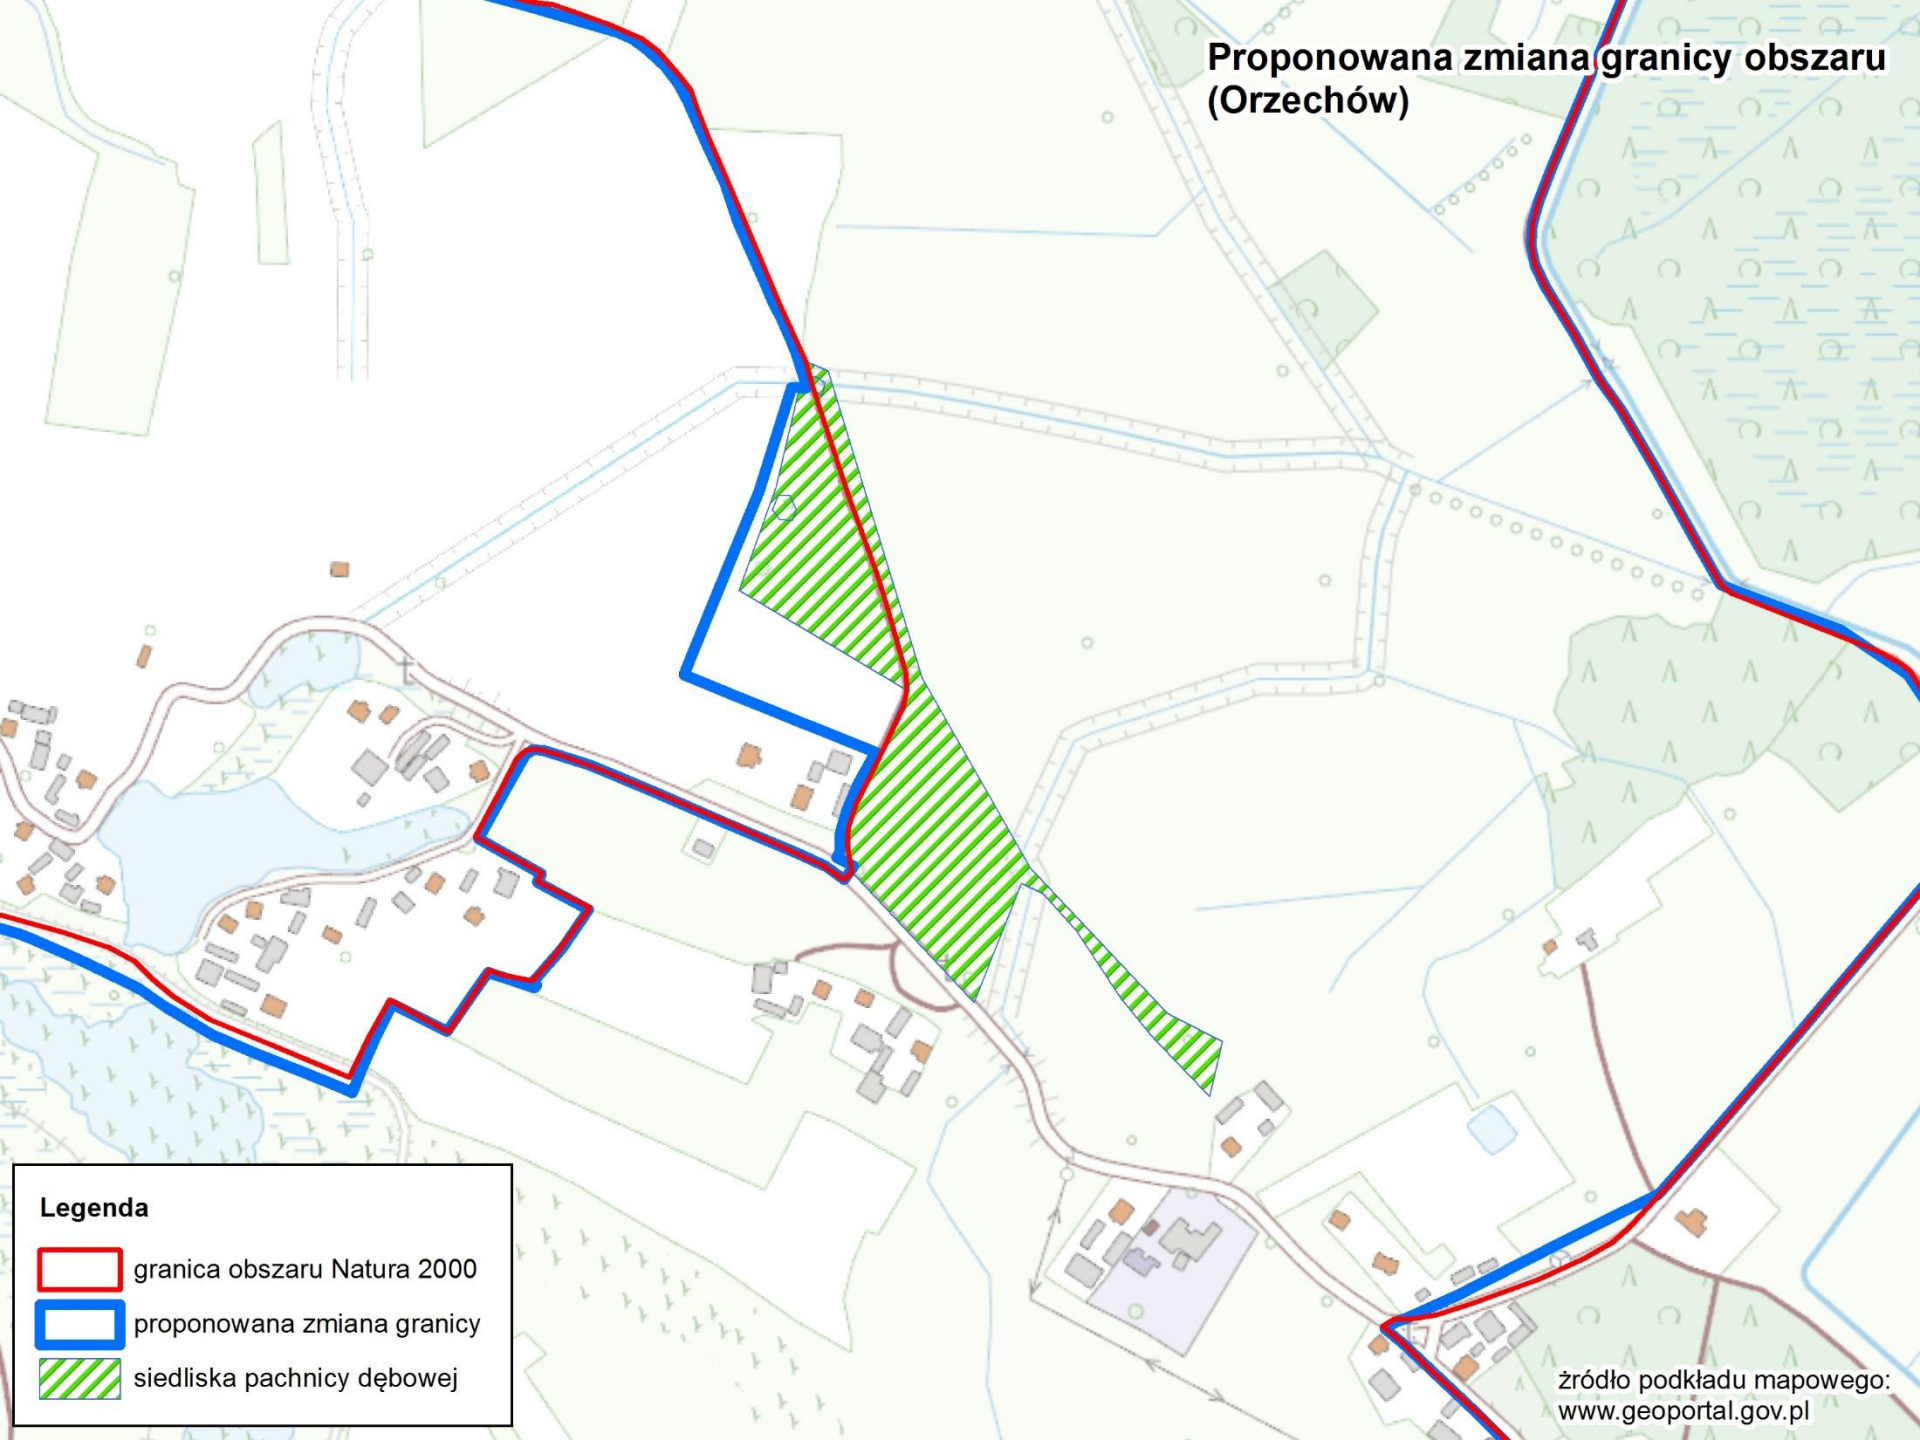 Proponowana zmiana granicy obszaru
(Orzechów)
Legenda
granica obszaru Natura 2000
proponowana zmiana granicy
siedliska pachnicy dębowej
żródło podkładu mapowego:
www.geoportal.gov.pl